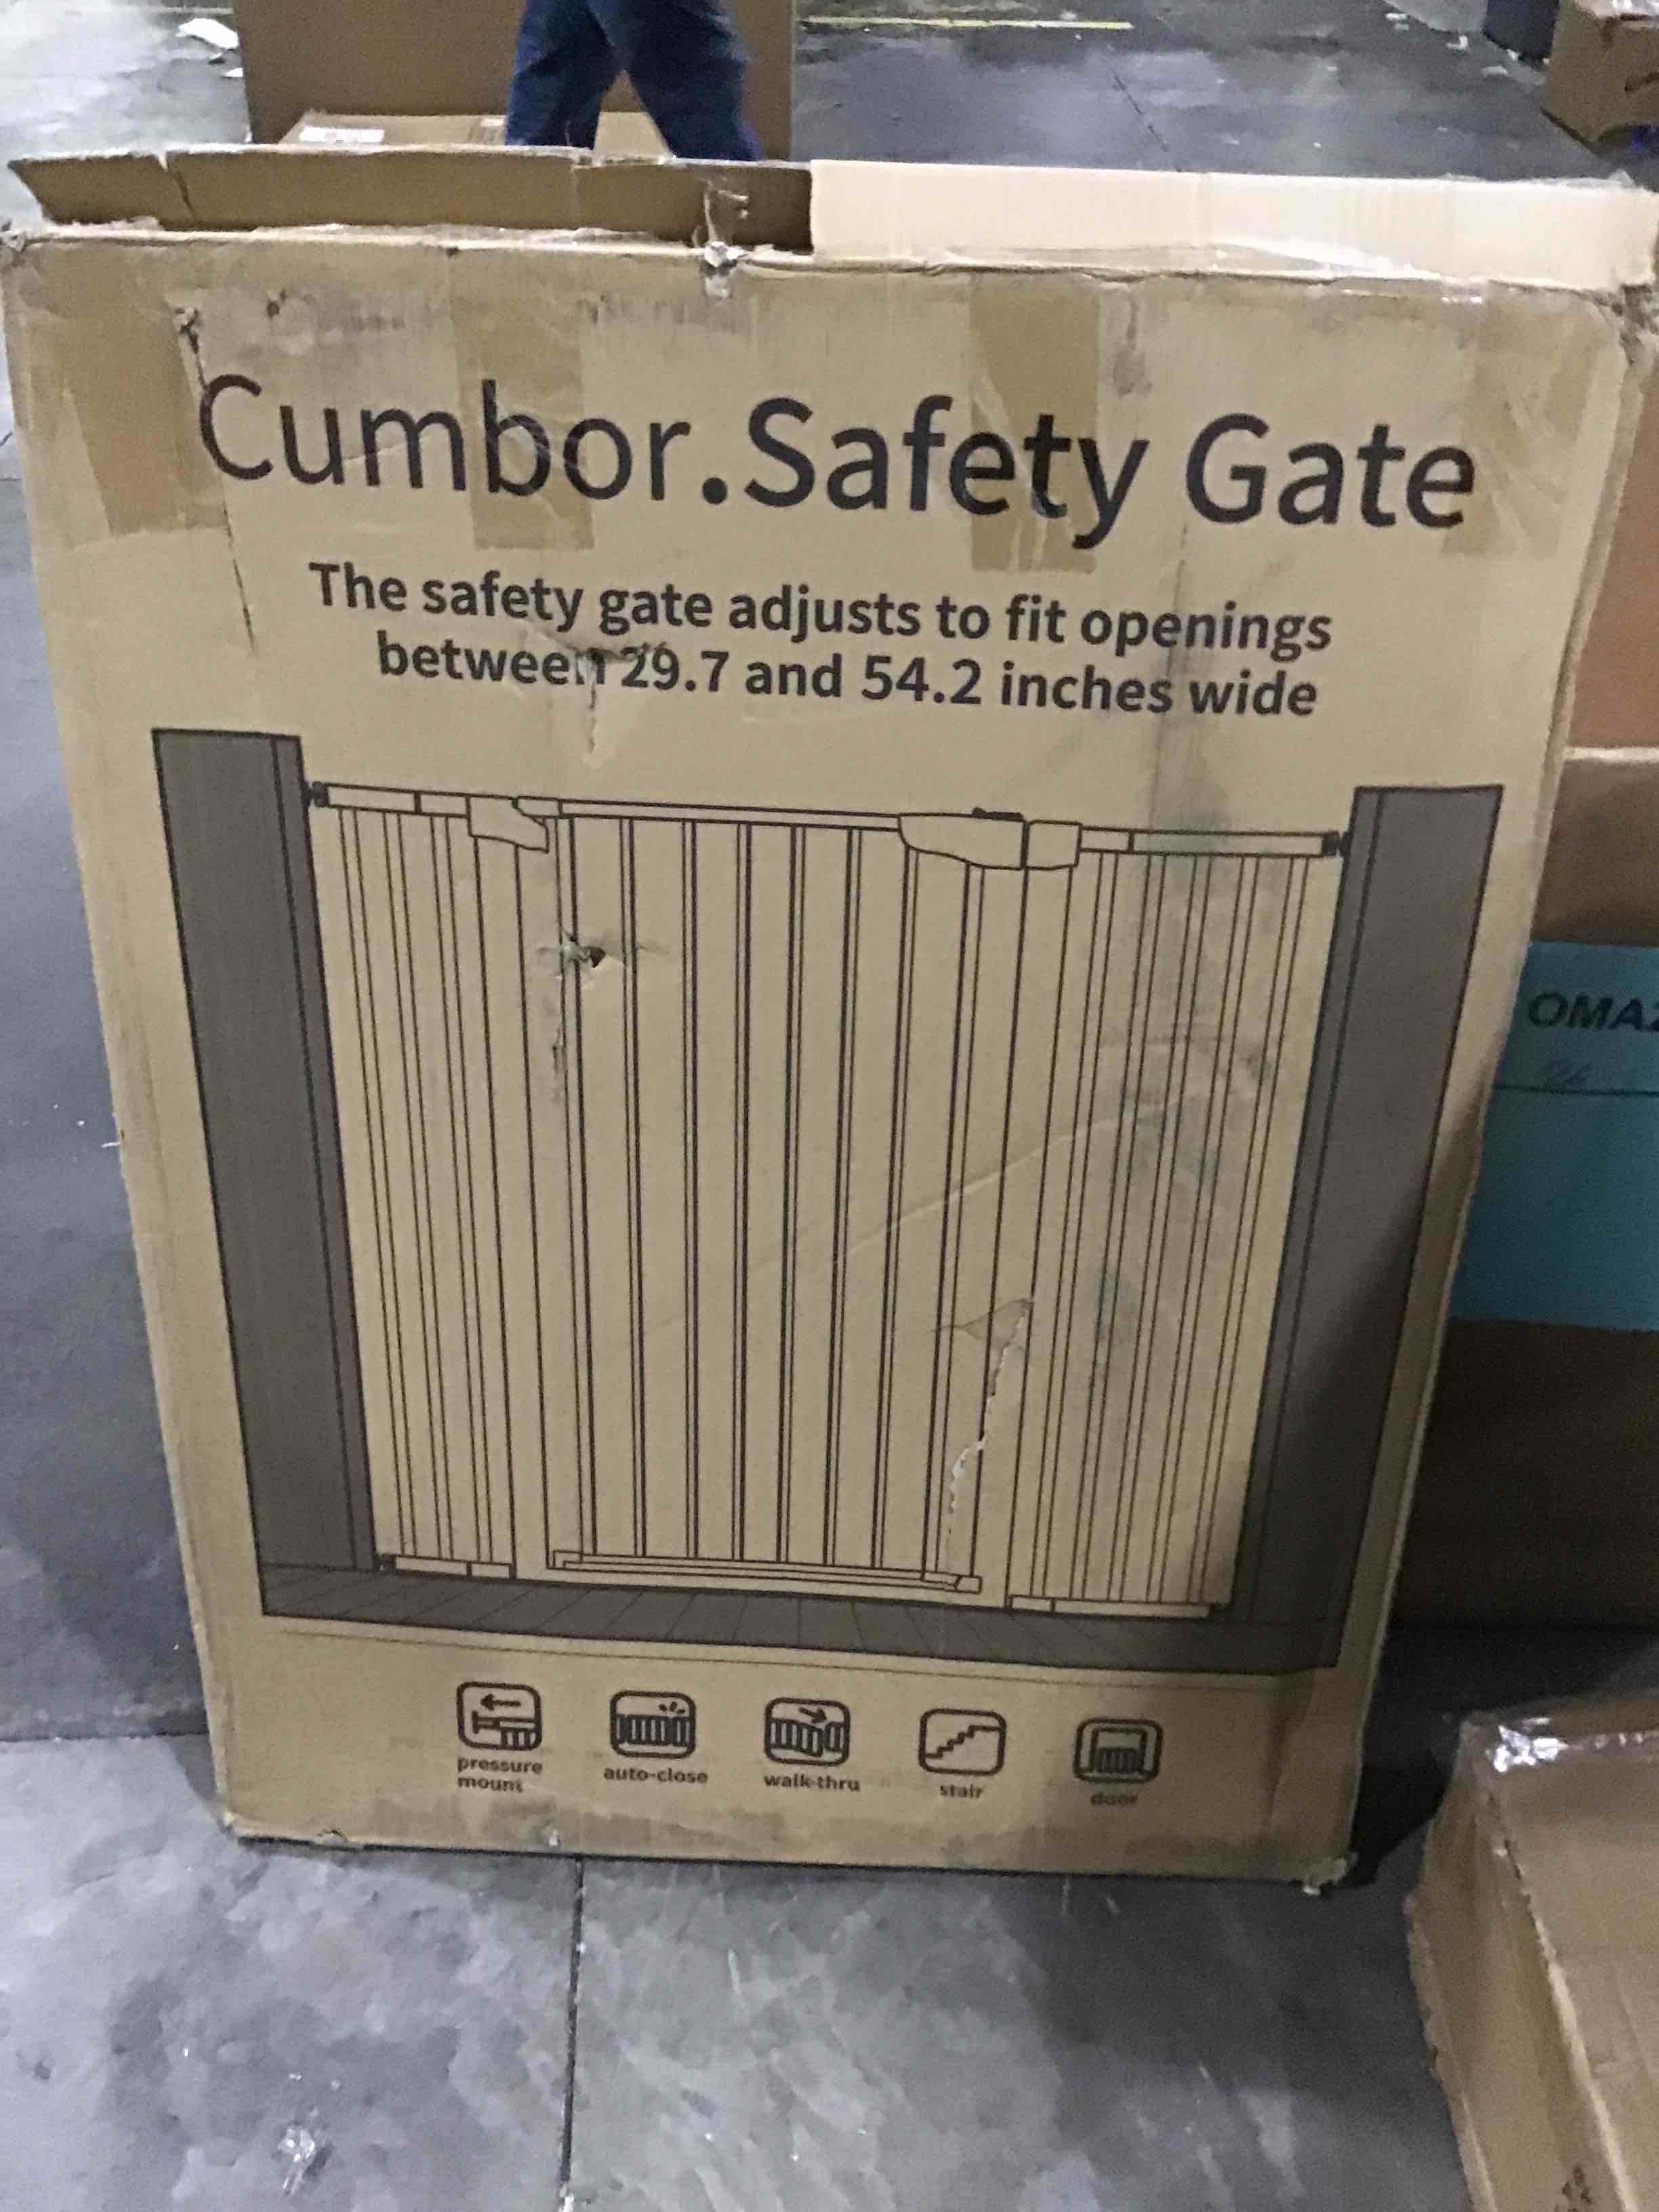 Cumbor.Safety Gate
The safety gate adjusts to fit openings
between 29.7 and 54.2 inches wide
OMAZ
pressure
mount
auto-close
walk-thru
stair
door